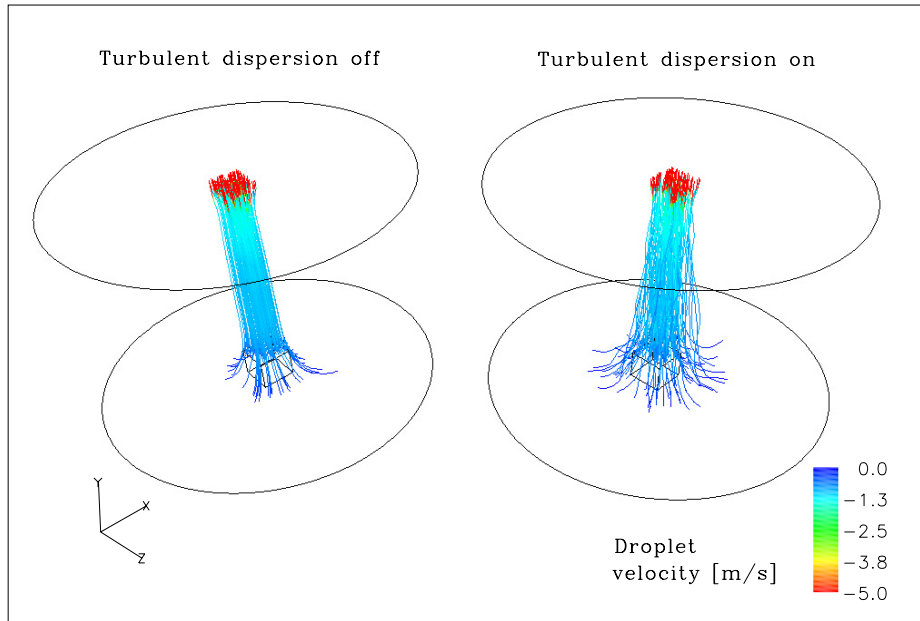 Turbulent dispersion off
Turbulent dispersion on
Y
X
Z
Droplet
velocity [m/s]
0.0
−1.3
−2.5
−3.8
−5.0